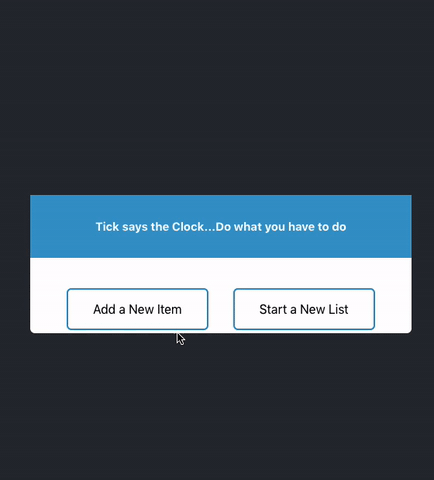 Tick says the Clock...Do what you have to do
Add a New Item
Start a New List